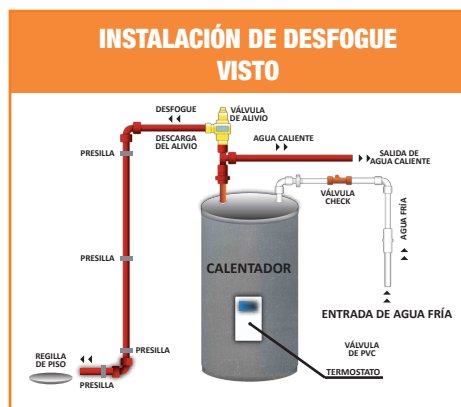 INSTALACIÓN DE DESFOGUE
VISTO
DESFOGUE
VÁLVULA
DE ALIVIO
DESCARGA
DEL ALIVIO
AGUA CALIENTE
PRESILLA
SALIDA DE
AGUA CALIENTE
VÁLVULA
CHECK
AGUA FRÍA
PRESILLA
CALENTADOR
ENTRADA DE AGUA FRÍA
REGILLA
DE PISO
PRESILLA
VÁLVULA
DE PVC
TERMOSTATO
PRESILLA